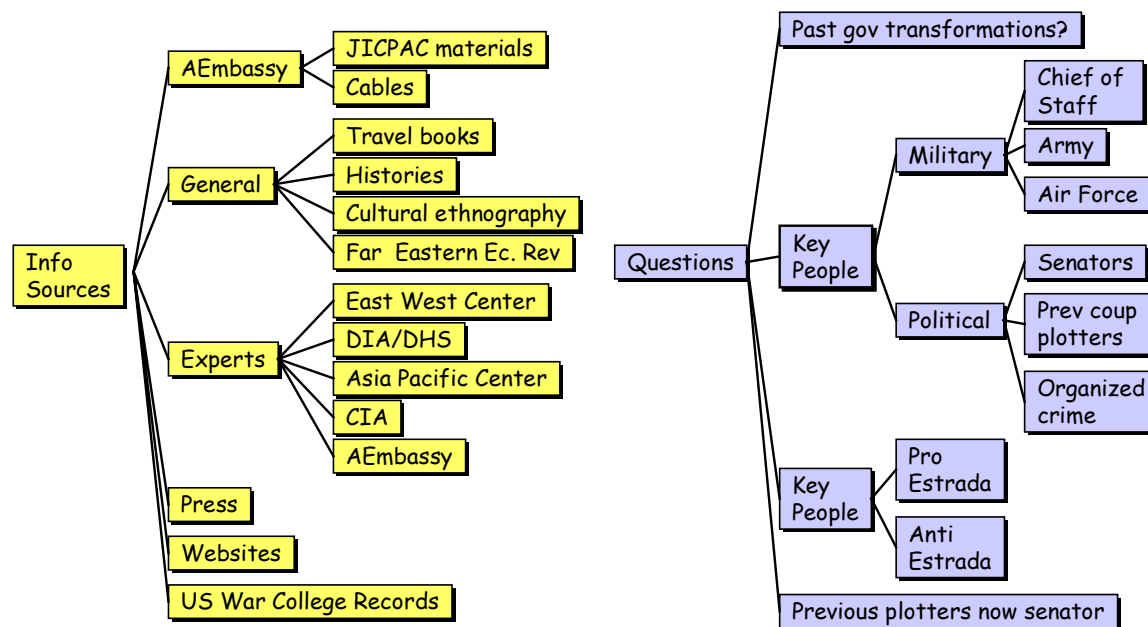 Info
Sources
AEmbassy
JICPAC materials
Cables
General
Travel books
Histories
Cultural ethnography
Far Eastern Ec. Rev
Experts
East West Center
DIA/DHS
Asia Pacific Center
CIA
AEmbassy
Press
Websites
US War College Records
Questions
Past gov transformations?
Key
People
Military
Chief of
Staff
Army
Air Force
Political
Senators
Prev coup
plotters
Organized
crime
Key
People
Pro
Estrada
Anti
Estrada
Previous plotters now senator